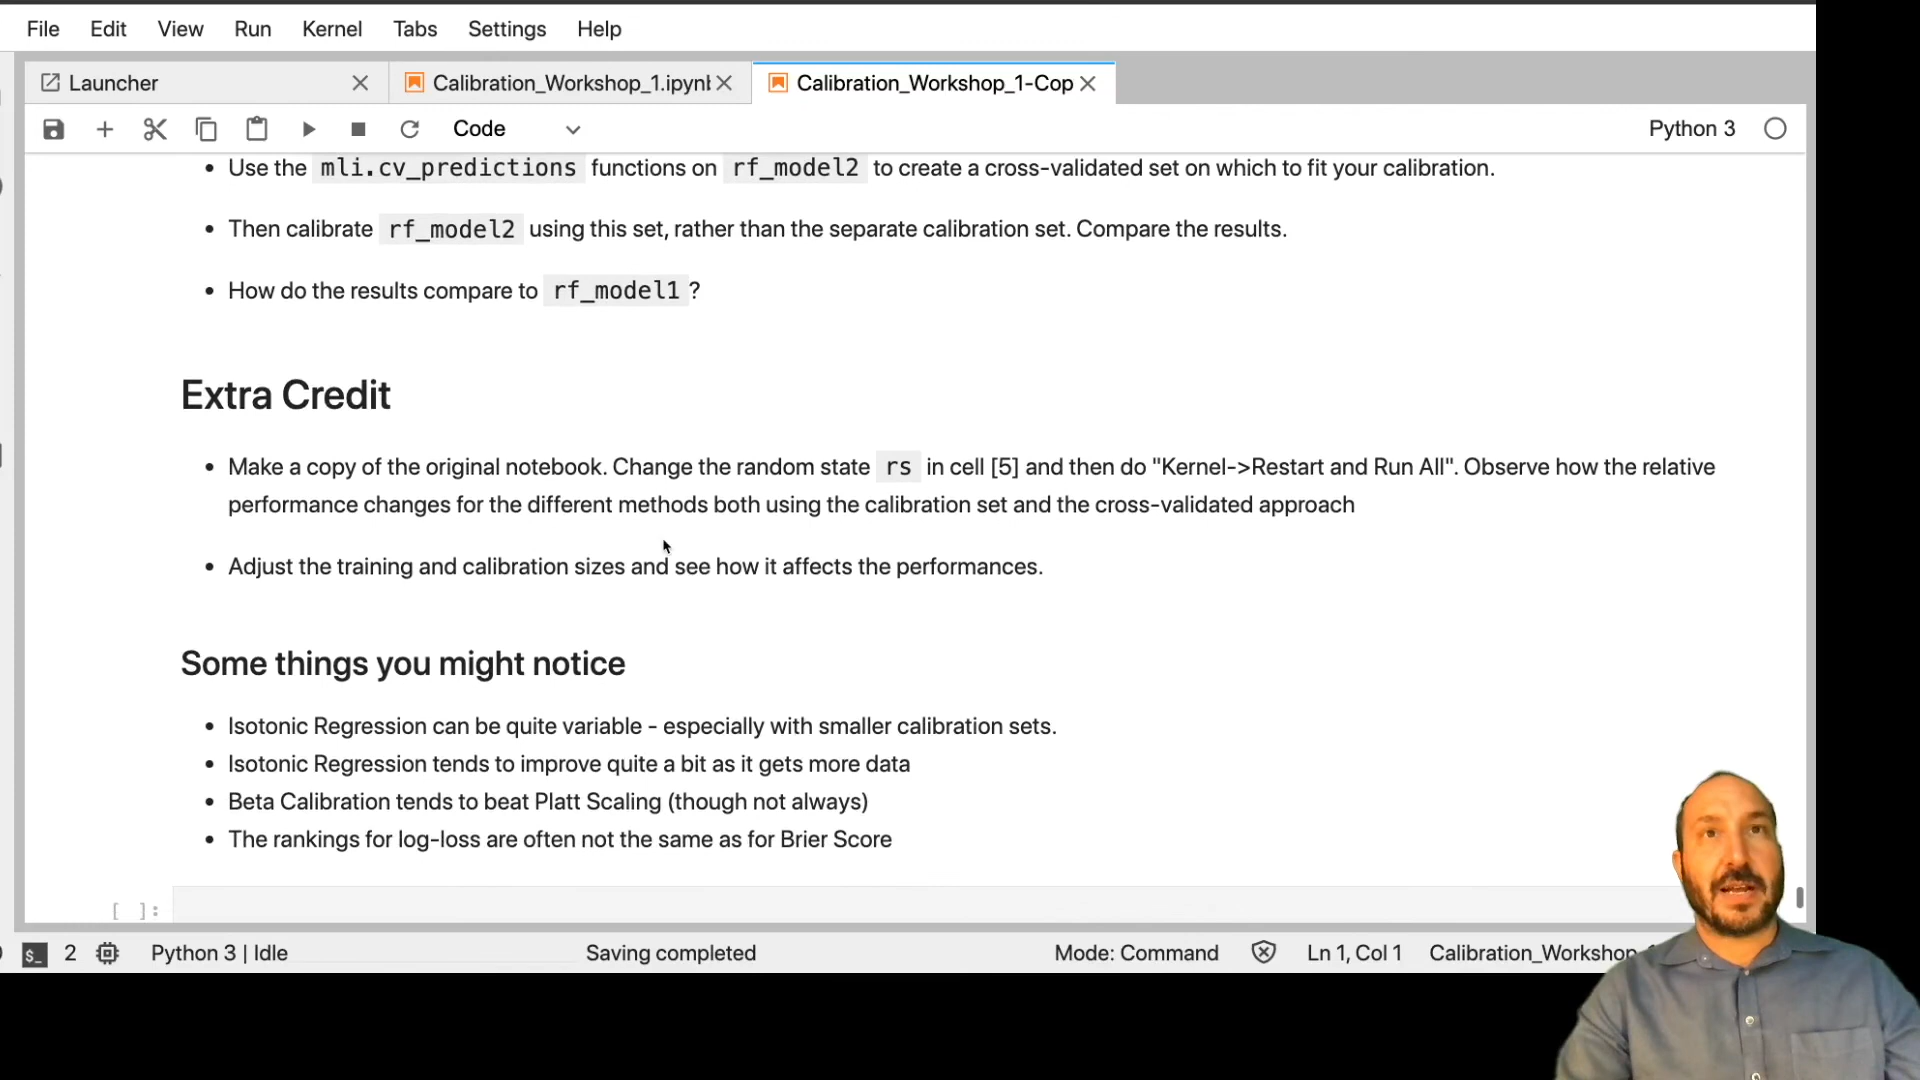 File Edit View Run Kernel Tabs Settings Help
Launcher
Calibration_Workshop_1.ipynb
Calibration_Workshop_1-Cop
Code
Python 3
Use the mli.cv_predictions functions on rf_model2 to create a cross-validated set on which to fit your calibration.
Then calibrate rf_model2 using this set, rather than the separate calibration set. Compare the results.
How do the results compare to rf_model1 ?
Extra Credit
Make a copy of the original notebook. Change the random state rs in cell [5] and then do "Kernel->Restart and Run All". Observe how the relative
performance changes for the different methods both using the calibration set and the cross-validated approach
Adjust the training and calibration sizes and see how it affects the performances.
Some things you might notice
Isotonic Regression can be quite variable - especially with smaller calibration sets.
Isotonic Regression tends to improve quite a bit as it gets more data
Beta Calibration tends to beat Platt Scaling (though not always)
The rankings for log-loss are often not the same as for Brier Score
[ ]:
$_ 2 Python 3 | Idle Saving completed Mode: Command Ln 1, Col 1 Calibration_Workshop